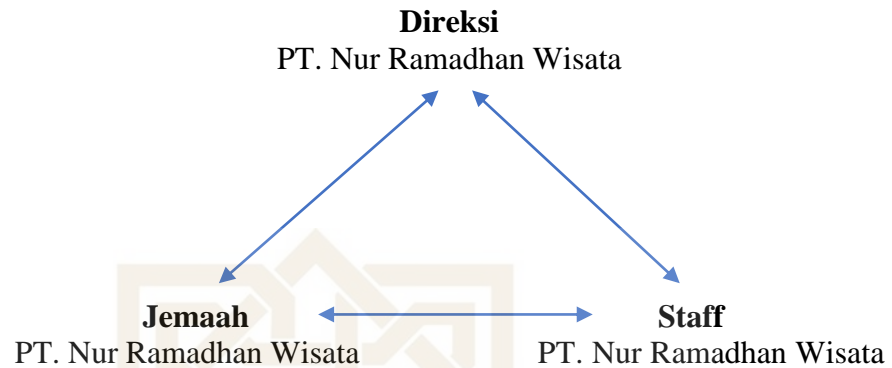 Direksi
PT. Nur Ramadhan Wisata
Jemaah
PT. Nur Ramadhan Wisata
Staff
PT. Nur Ramadhan Wisata